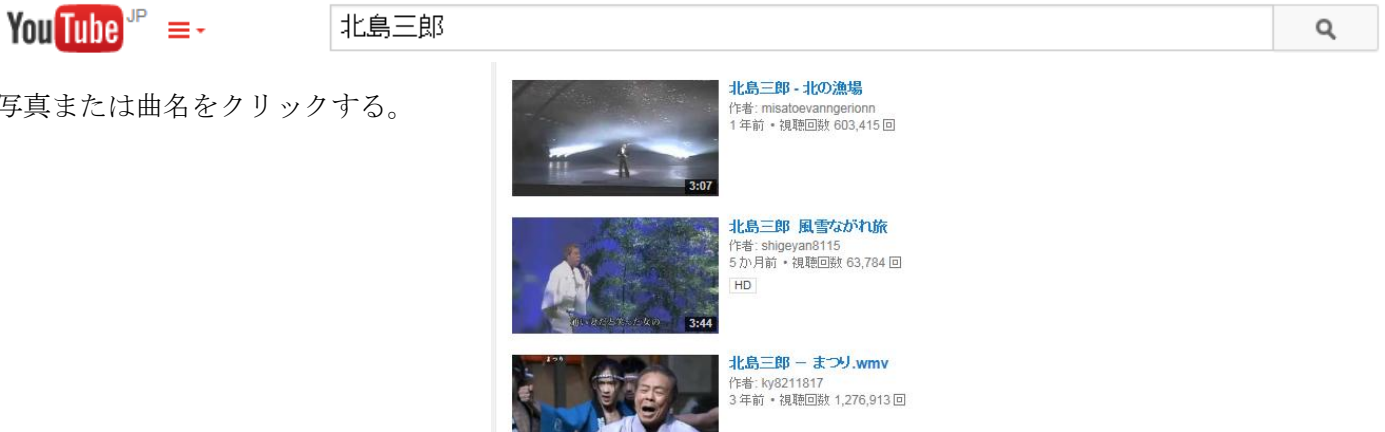 YouTube JP
北島三郎
写真または曲名をクリックする。
北島三郎 - 北の漁場
作者: misatoevanngerionn
1 年前 • 視聴回数 603,415 回
3:07
北島三郎 風雪ながれ旅
作者: shigeyan8115
5 か月前 • 視聴回数 63,784 回
HD
3:44
北島三郎 － まつり.wmv
作者: ky8211817
3 年前 • 視聴回数 1,276,913 回
まつり